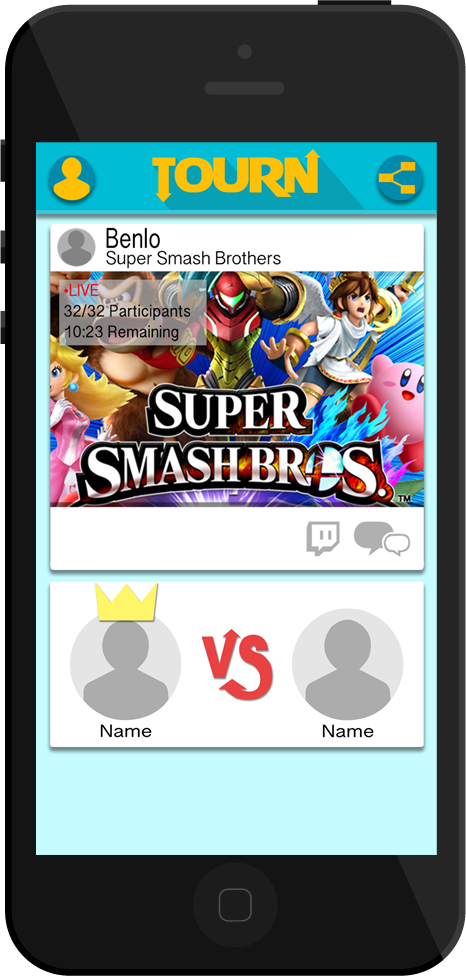 TOURN
Benlo
Super Smash Brothers
•LIVE
32/32 Participants
10:23 Remaining
SUPER
SMASH BROS.™
VS
Name Name